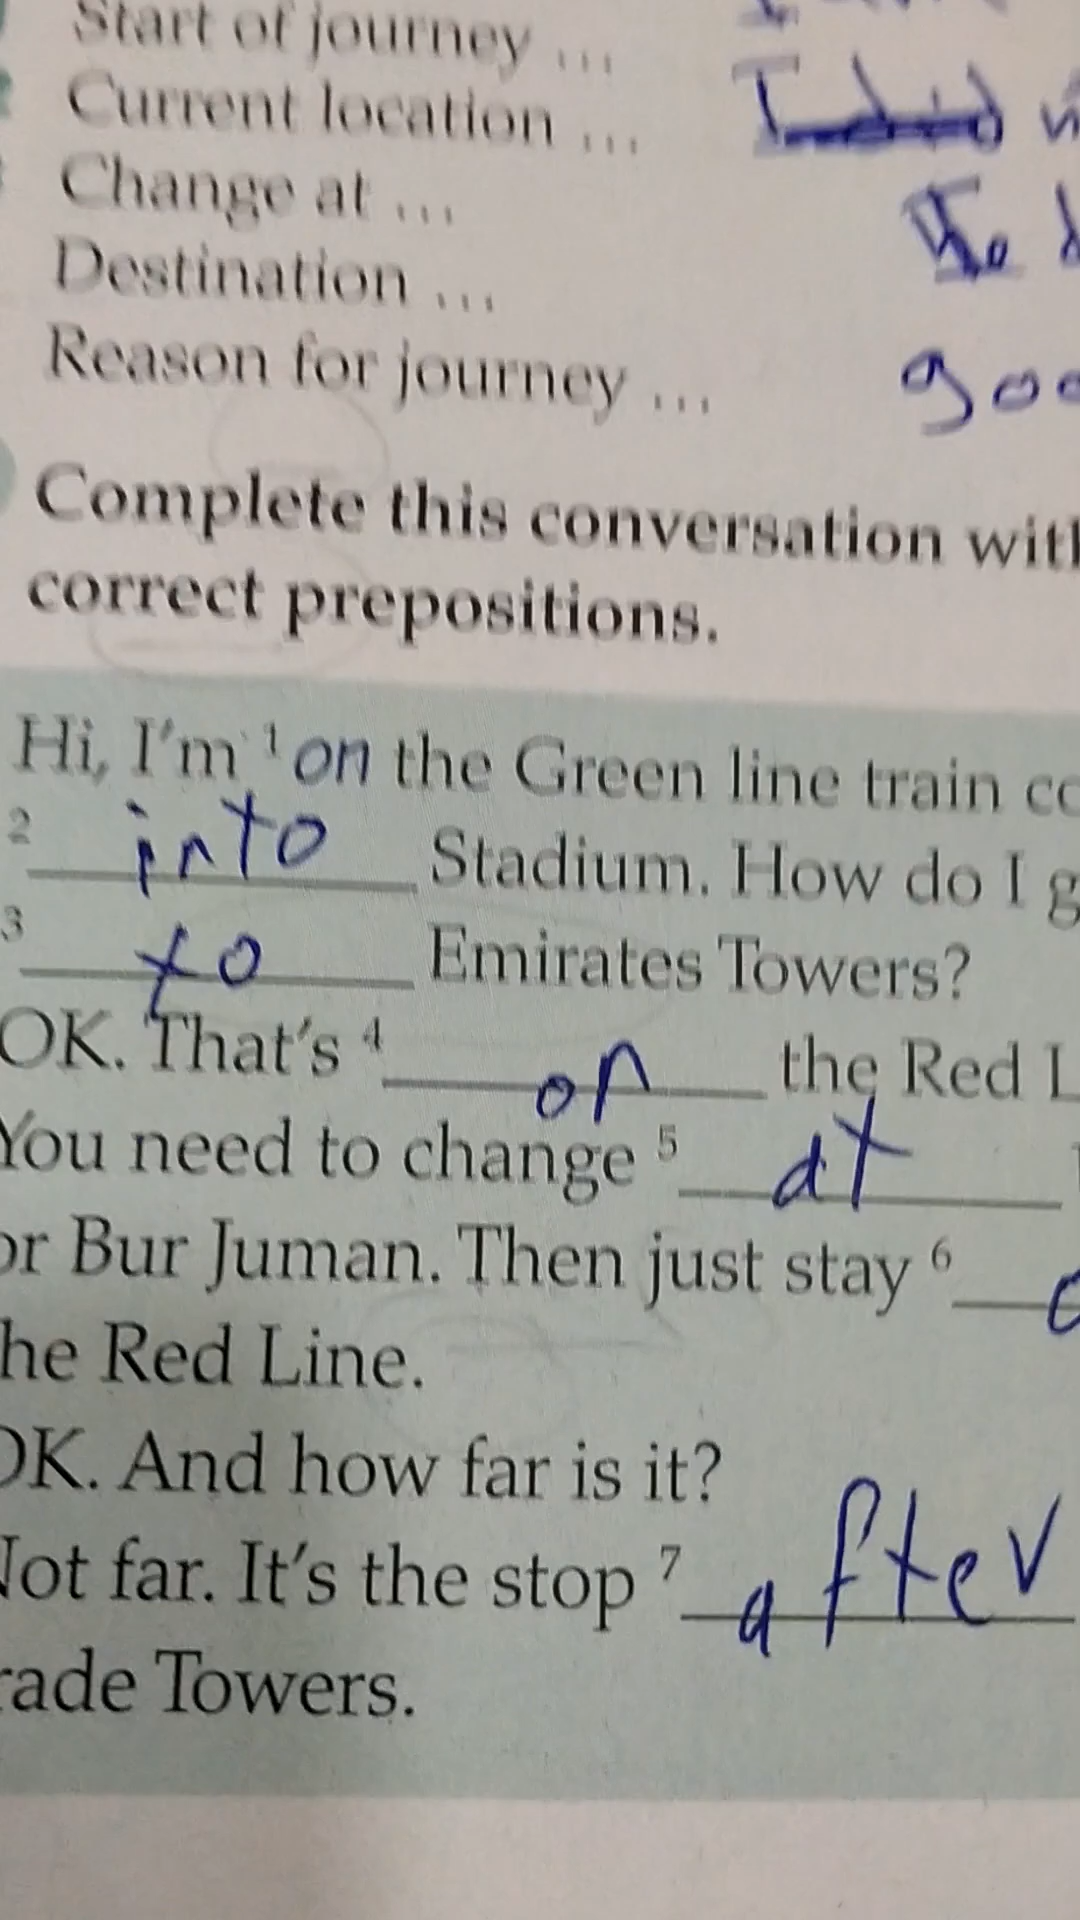 Start of journey ...
Current location ...
Change at ...
Destination ...
Reason for journey ...
Complete this conversation with
correct prepositions.
Hi, I'm ¹ on the Green line train
2 into Stadium. How do I
3 to Emirates Towers?
OK. That's 4 on the Red
You need to change 5 at
or Bur Juman. Then just stay 6
he Red Line.
OK. And how far is it?
Not far. It's the stop 7 after
rade Towers.